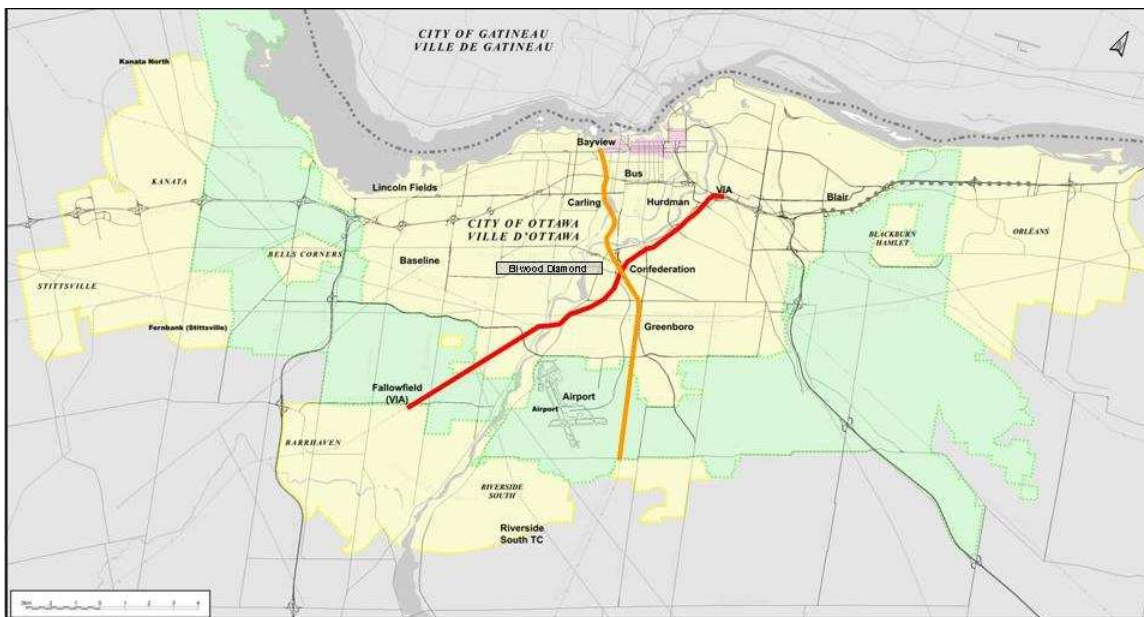 CITY OF GATINEAU
VILLE DE GATINEAU
Kanata North
Bayview
Bus
VIA
KANATA
Lincoln Fields
Carling
Hurdman
Blair
CITY OF OTTAWA
VILLE D'OTTAWA
BLACKBURN
HAMLET
ORLÉANS
BELLS CORNERS
Baseline
Ellwood Diamond
Confederation
STITTSVILLE
Fernbank (Stittsville)
Greenboro
Fallowfield
(VIA)
Airport
Airport
BARRHAVEN
RIVERSIDE
SOUTH
Riverside
South TC